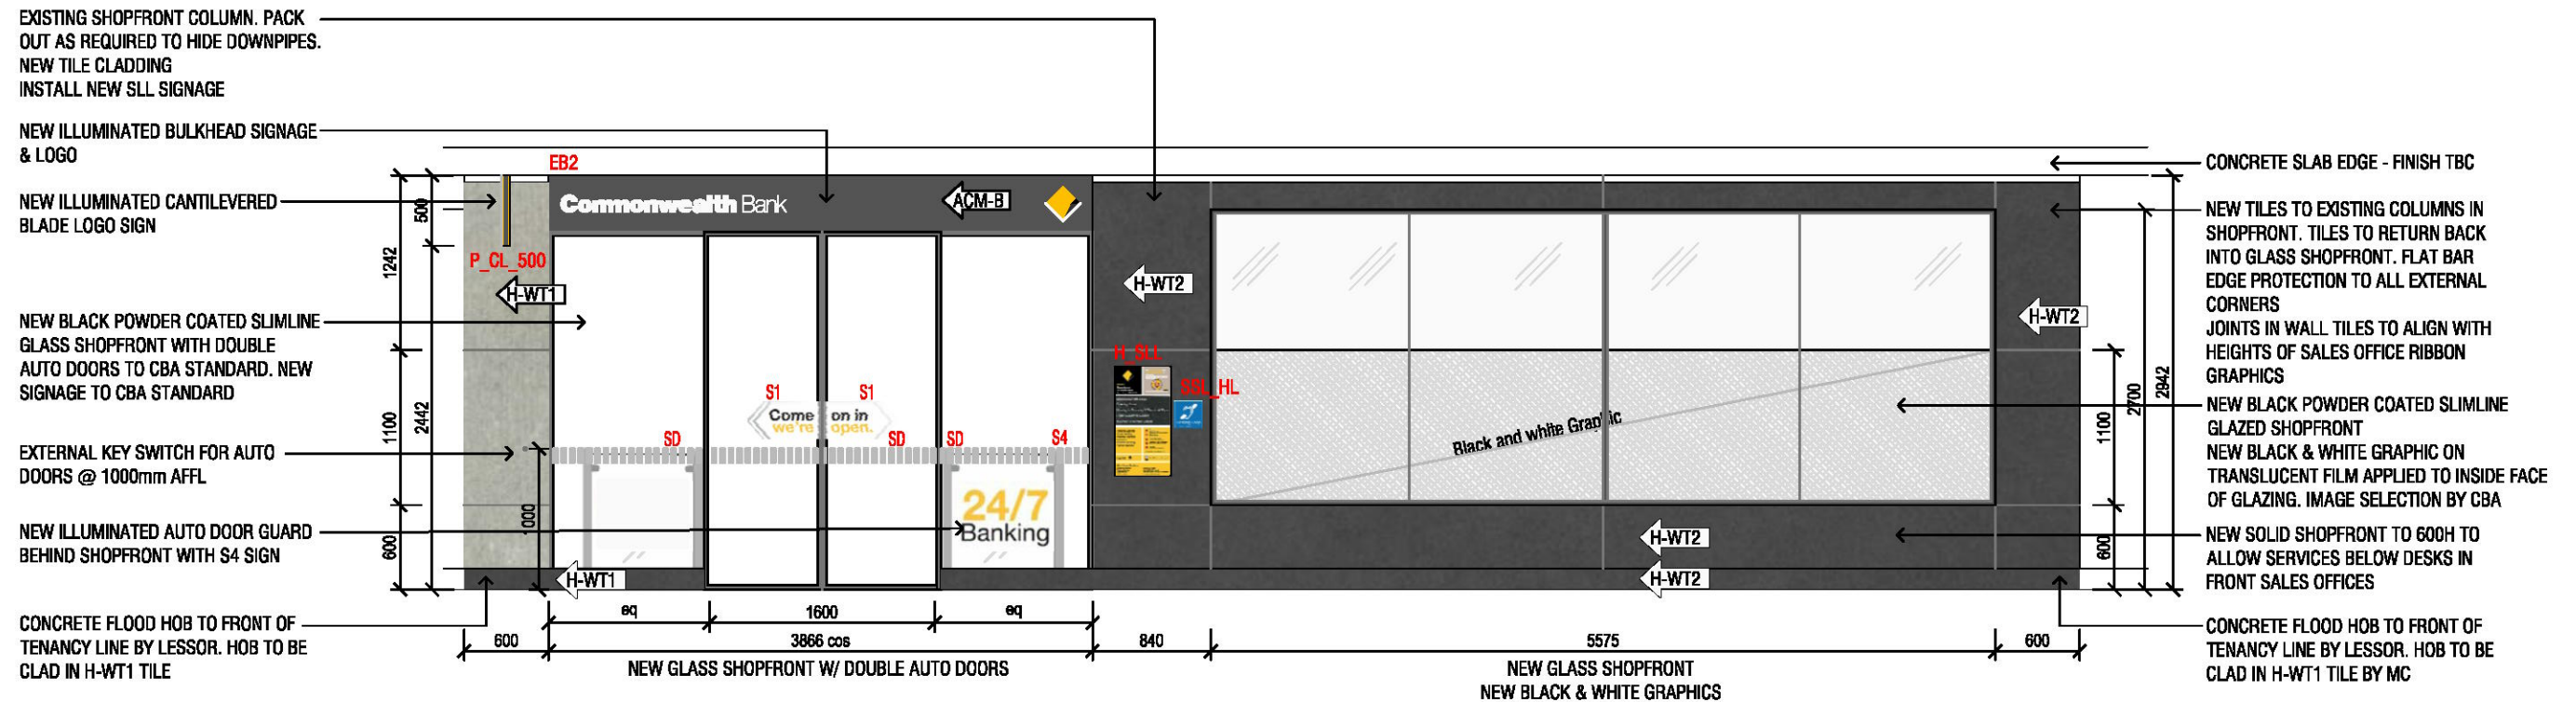 EXISTING SHOPFRONT COLUMN. PACK
OUT AS REQUIRED TO HIDE DOWNPIPES.
NEW TILE CLADDING
INSTALL NEW SLL SIGNAGE
NEW ILLUMINATED BULKHEAD SIGNAGE
& LOGO
NEW ILLUMINATED CANTILEVERED
BLADE LOGO SIGN
NEW BLACK POWDER COATED SLIMLINE
GLASS SHOPFRONT WITH DOUBLE
AUTO DOORS TO CBA STANDARD. NEW
SIGNAGE TO CBA STANDARD
EXTERNAL KEY SWITCH FOR AUTO
DOORS @ 1000mm AFFL
NEW ILLUMINATED AUTO DOOR GUARD
BEHIND SHOPFRONT WITH S4 SIGN
CONCRETE FLOOD HOB TO FRONT OF
TENANCY LINE BY LESSOR. HOB TO BE
CLAD IN H-WT1 TILE
1242
1100
600
500
2442
EB2
Commonwealth Bank
ACM-B
P_CL_500
H-WT1
S1
S1
Come on in
we're open.
SD
SD
SD
S4
000
24/7
Banking
H-WT1
H-WT2
H_SLL
SSL_HL
Black and white Graphic
H-WT2
H-WT2
H-WT2
600
eq
1600
eq
3866 cos
NEW GLASS SHOPFRONT W/ DOUBLE AUTO DOORS
840
5575
600
NEW GLASS SHOPFRONT
NEW BLACK & WHITE GRAPHICS
1100
600
2700
2942
CONCRETE SLAB EDGE - FINISH TBC
NEW TILES TO EXISTING COLUMNS IN
SHOPFRONT. TILES TO RETURN BACK
INTO GLASS SHOPFRONT. FLAT BAR
EDGE PROTECTION TO ALL EXTERNAL
CORNERS
JOINTS IN WALL TILES TO ALIGN WITH
HEIGHTS OF SALES OFFICE RIBBON
GRAPHICS
NEW BLACK POWDER COATED SLIMLINE
GLAZED SHOPFRONT
NEW BLACK & WHITE GRAPHIC ON
TRANSLUCENT FILM APPLIED TO INSIDE FACE
OF GLAZING. IMAGE SELECTION BY CBA
NEW SOLID SHOPFRONT TO 600H TO
ALLOW SERVICES BELOW DESKS IN
FRONT SALES OFFICES
CONCRETE FLOOD HOB TO FRONT OF
TENANCY LINE BY LESSOR. HOB TO BE
CLAD IN H-WT1 TILE BY MC